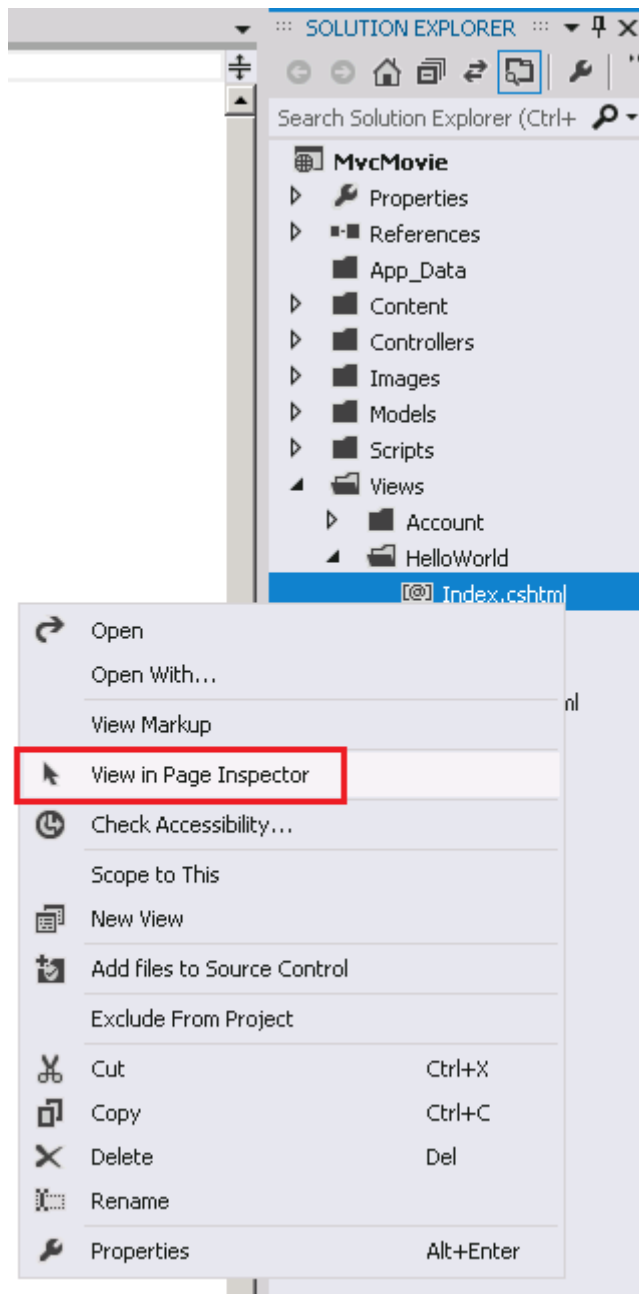 SOLUTION EXPLORER
Search Solution Explorer (Ctrl+
MvcMovie
Properties
References
App_Data
Content
Controllers
Images
Models
Scripts
Views
Account
HelloWorld
[@] Index.cshtml
Open
Open With...
ml
View Markup
View in Page Inspector
Check Accessibility...
Scope to This
New View
Add files to Source Control
Exclude From Project
Cut Ctrl+X
Copy Ctrl+C
Delete Del
Rename
Properties Alt+Enter